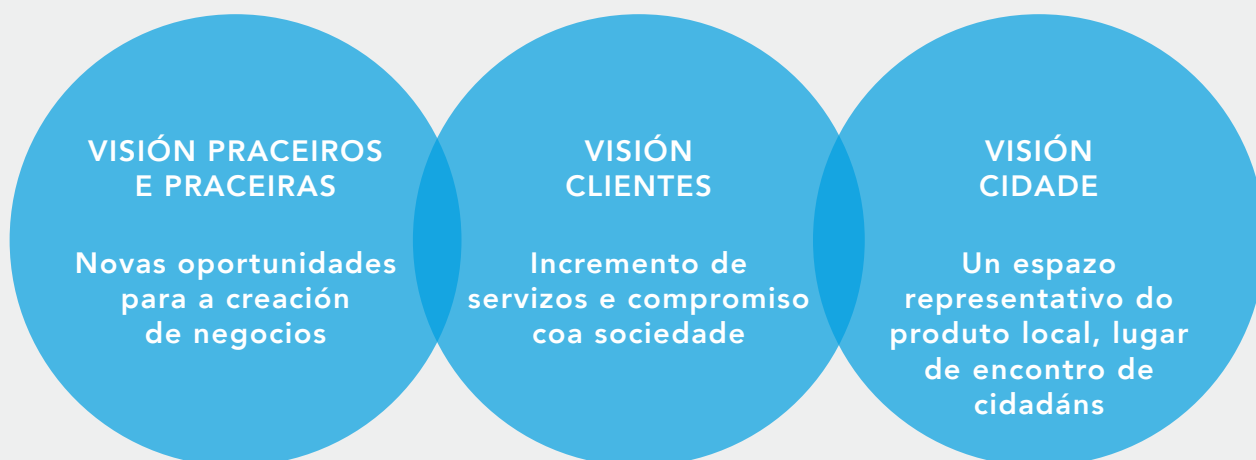 VISIÓN PRACEIROS
E PRACEIRAS
Novas oportunidades
para a creación
de negocios
VISIÓN
CLIENTES
Incremento de
servizos e compromiso
coa sociedade
VISIÓN
CIDADE
Un espazo
representativo do
produto local, lugar
de encontro de
cidadáns